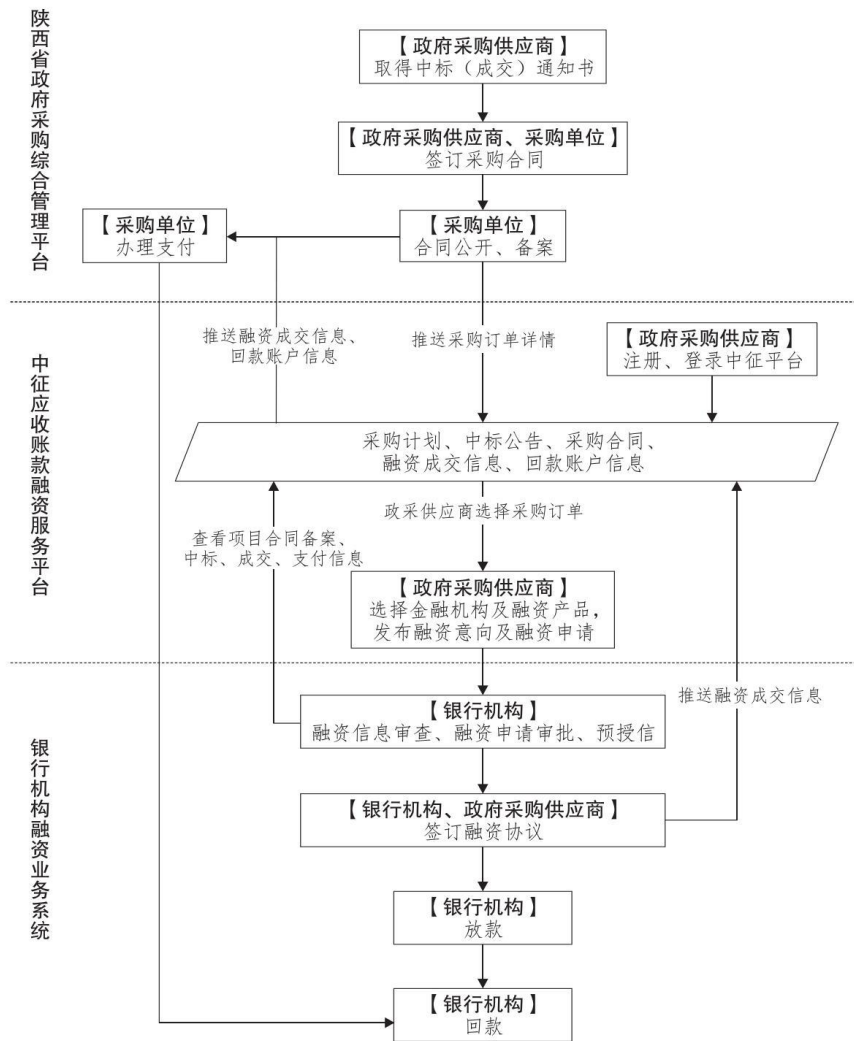 陕西省政府采购综合管理平台
【政府采购供应商】
取得中标（成交）通知书
【政府采购供应商、采购单位】
签订采购合同
【采购单位】
办理支付
【采购单位】
合同公开、备案
中征应收账款融资服务平台
推送融资成交信息、
回款账户信息
推送采购订单详情
【政府采购供应商】
注册、登录中征平台
采购计划、中标公告、采购合同、
融资成交信息、回款账户信息
政采供应商选择采购订单
查看项目合同备案、
中标、成交、支付信息
【政府采购供应商】
选择金融机构及融资产品，
发布融资意向及融资申请
银行机构融资业务系统
推送融资成交信息
【银行机构】
融资信息审查、融资申请审批、预授信
【银行机构、政府采购供应商】
签订融资协议
【银行机构】
放款
【银行机构】
回款